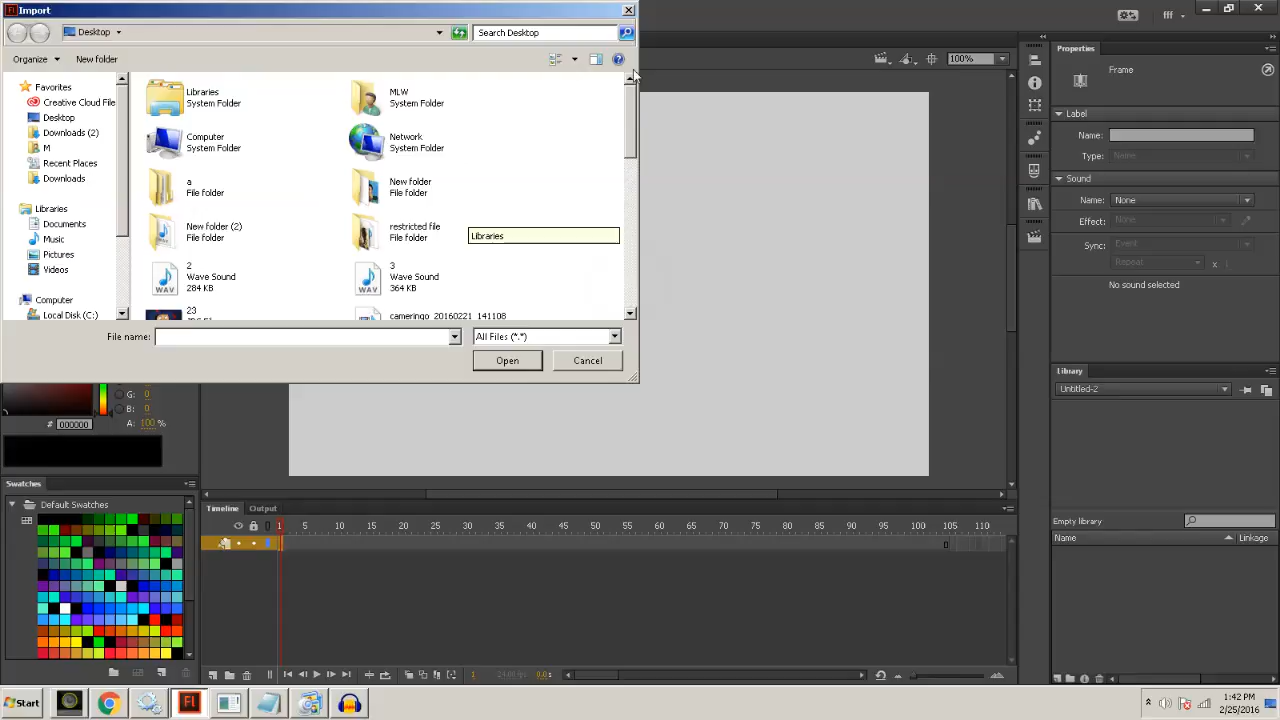 Import
Desktop
Search Desktop
Organize
New folder
100%
Properties
Favorites
Creative Cloud File
Desktop
Downloads (2)
M
Recent Places
Downloads
Libraries
Documents
Music
Pictures
Videos
Computer
Local Disk (C:)
Libraries
System Folder
MLW
System Folder
Computer
System Folder
Network
System Folder
a
File folder
New folder
File folder
New folder (2)
File folder
restricted file
File folder
Libraries
2
Wave Sound
284 KB
3
Wave Sound
364 KB
23
cameringo_20160221_141108
File name:
All Files (*.*)
Open
Cancel
Frame
Label
Name:
Type:
Name
Sound
Name:
None
Effect:
None
Sync:
Event
Repeat
x
1
No sound selected
Library
Untitled-2
Empty library
Name
Linkage
G:
0
B:
0
# 000000
A:
100 %
Swatches
Default Swatches
Timeline
Output
1 5 10 15 20 25 30 35 40 45 50 55 60 65 70 75 80 85 90 95 100 105 110
1
24.00 fps
0.0s
Start
1:42 PM
2/25/2016